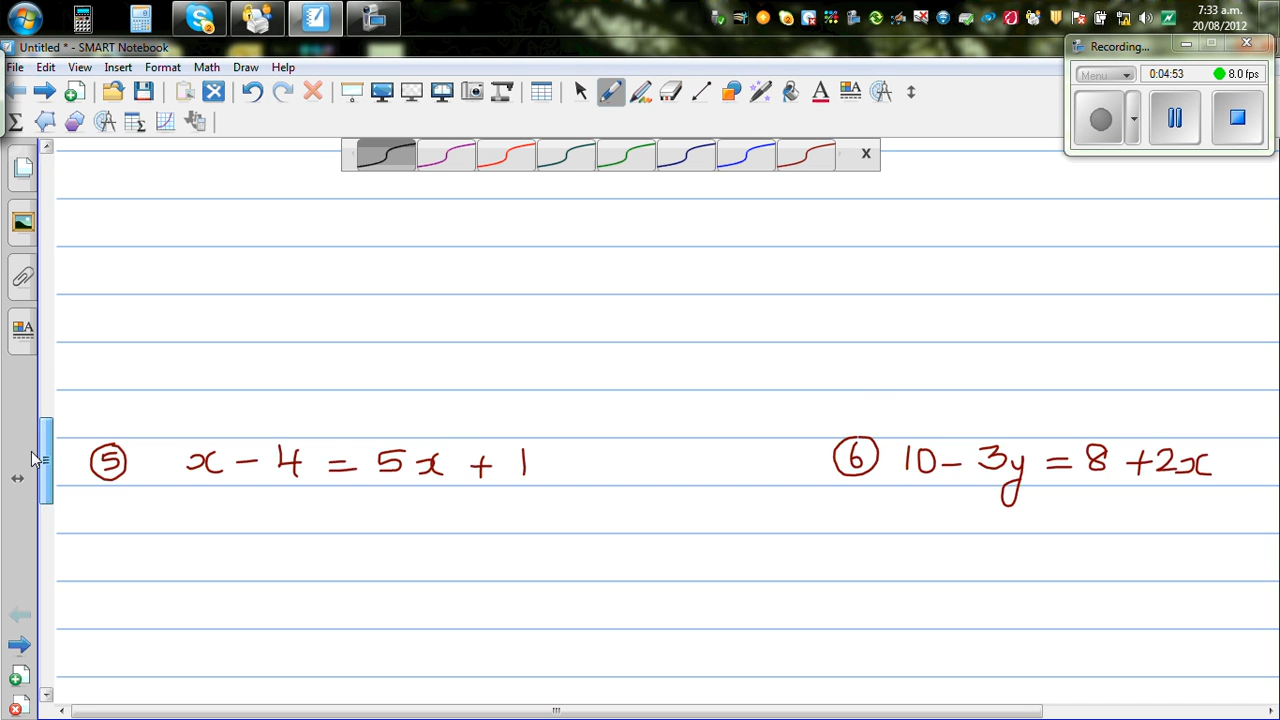 7:33 a.m.
20/08/2012
Untitled * - SMART Notebook
Recording...
File Edit View Insert Format Math Draw Help
Menu
0:04:53
8.0 fps
X
⑤ x - 4 = 5x + 1
⑥ 10 - 3y = 8 + 2x